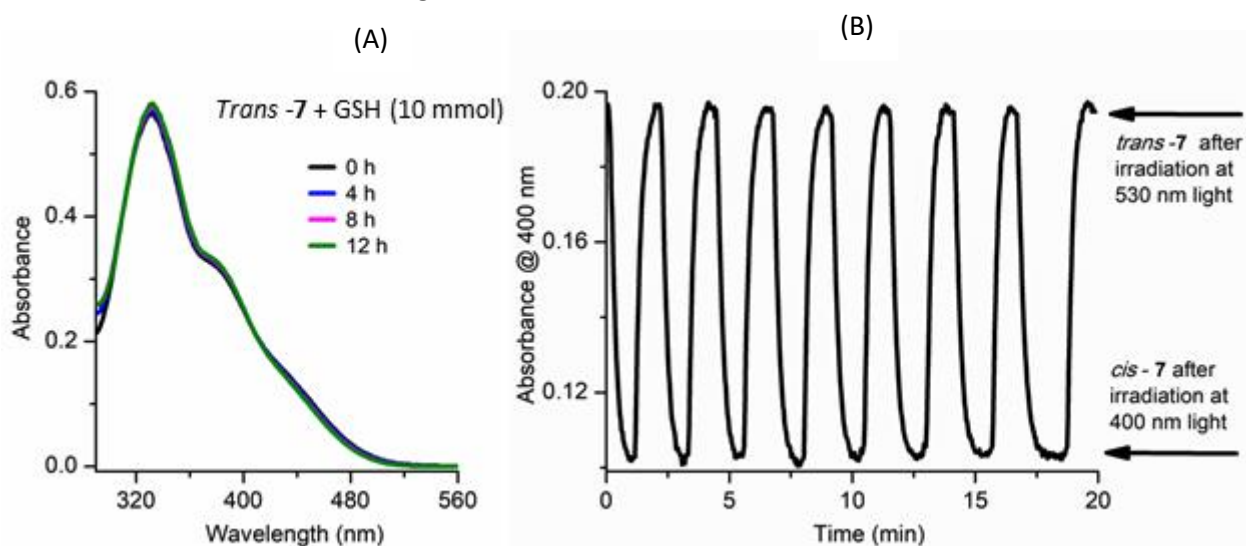 (A)
Trans -7 + GSH (10 mmol)
0 h
4 h
8 h
12 h
0.6
0.4
0.2
0.0
Absorbance
320
400
480
560
Wavelength (nm)
(B)
0.20
0.16
0.12
Absorbance @ 400 nm
0
5
10
15
20
Time (min)
trans -7 after
irradiation at
530 nm light
cis - 7 after
irradiation at
400 nm light